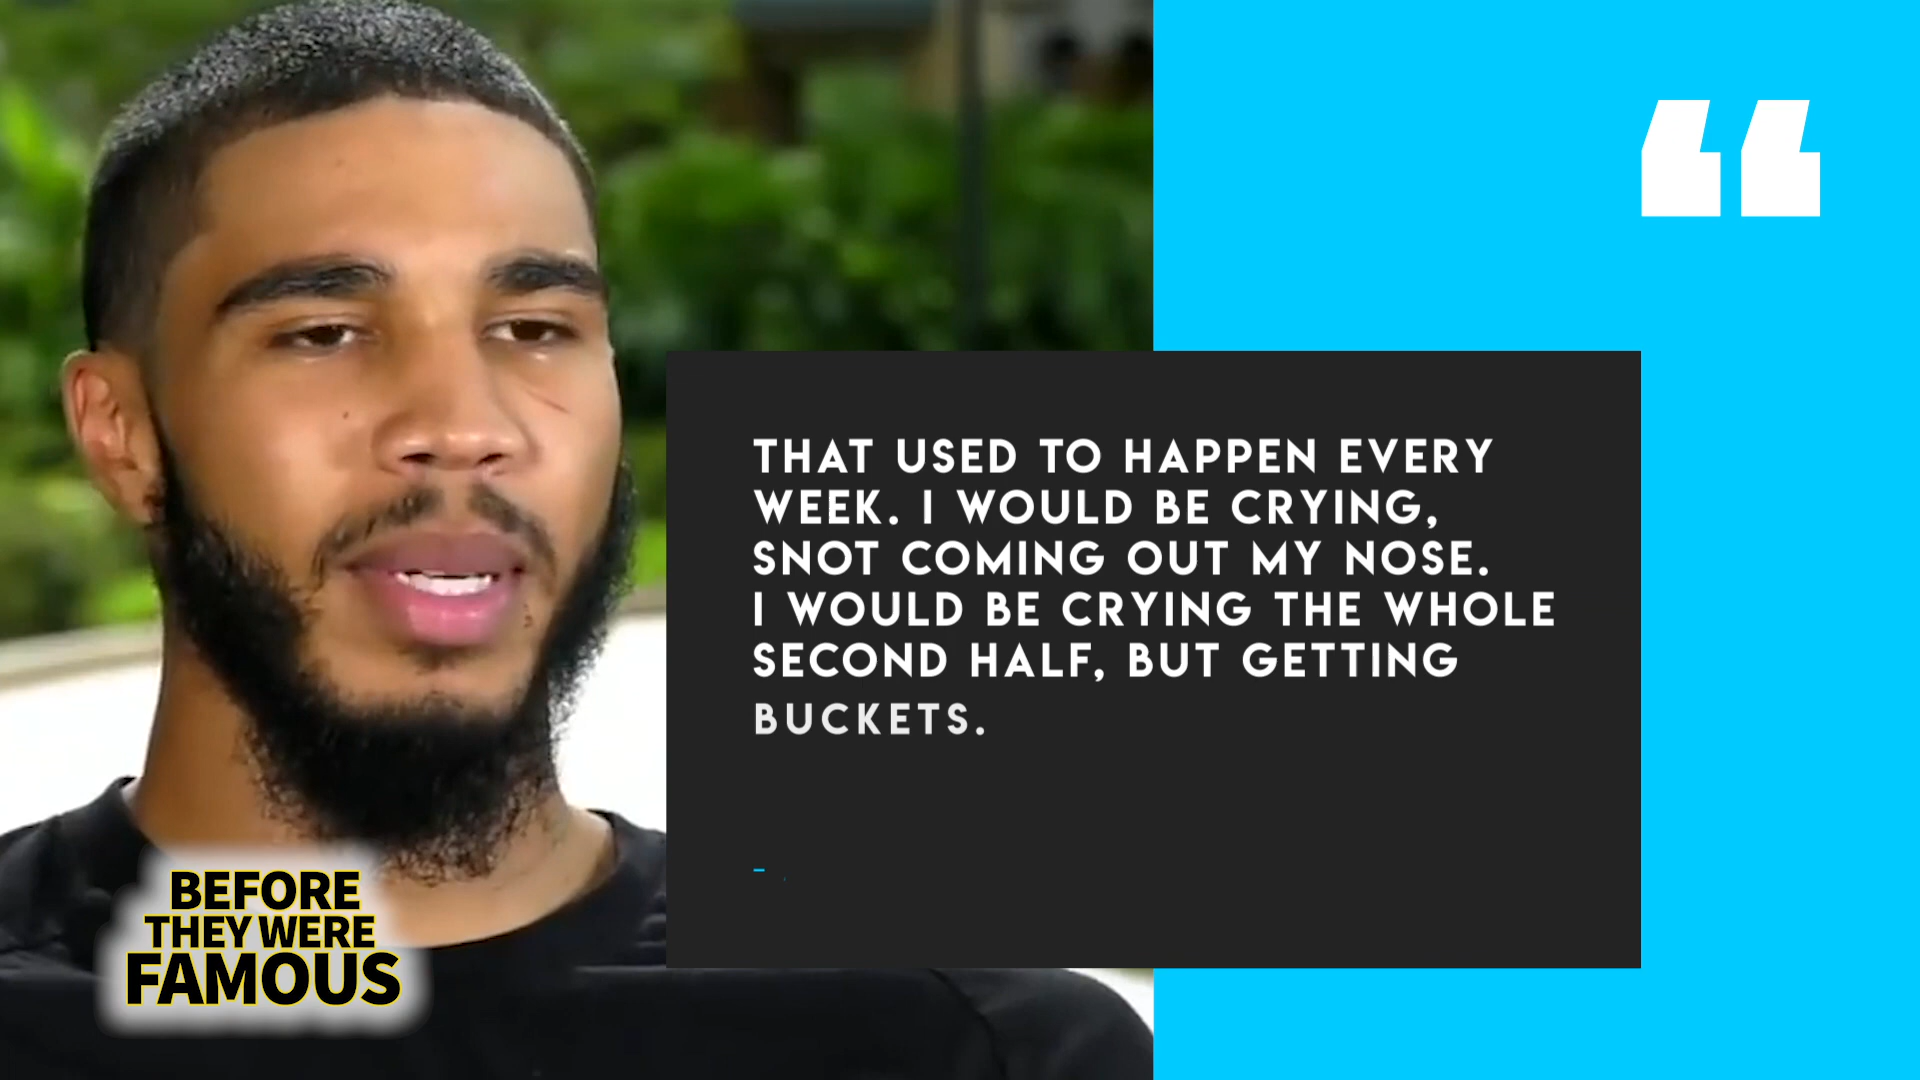 THAT USED TO HAPPEN EVERY
WEEK. I WOULD BE CRYING,
SNOT COMING OUT MY NOSE.
I WOULD BE CRYING THE WHOLE
SECOND HALF, BUT GETTING
BUCKETS.
-
BEFORE
THEY WERE
FAMOUS